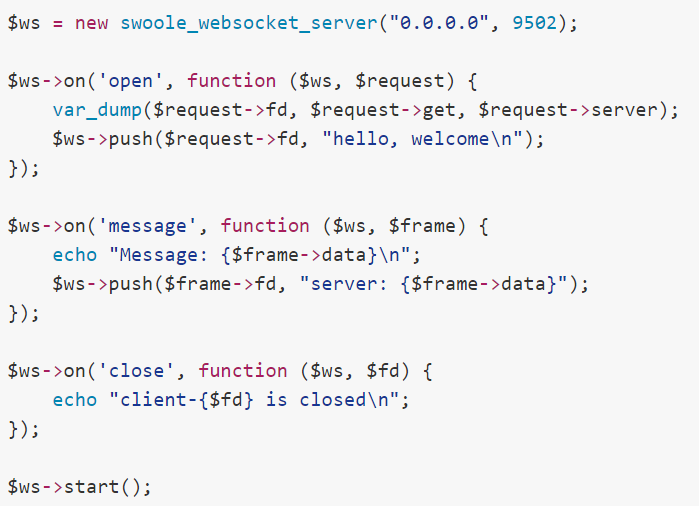 $ws = new swoole_websocket_server("0.0.0.0", 9502);

$ws->on('open', function ($ws, $request) {
    var_dump($request->fd, $request->get, $request->server);
    $ws->push($request->fd, "hello, welcome\n");
});

$ws->on('message', function ($ws, $frame) {
    echo "Message: {$frame->data}\n";
    $ws->push($frame->fd, "server: {$frame->data}");
});

$ws->on('close', function ($ws, $fd) {
    echo "client-{$fd} is closed\n";
});

$ws->start();